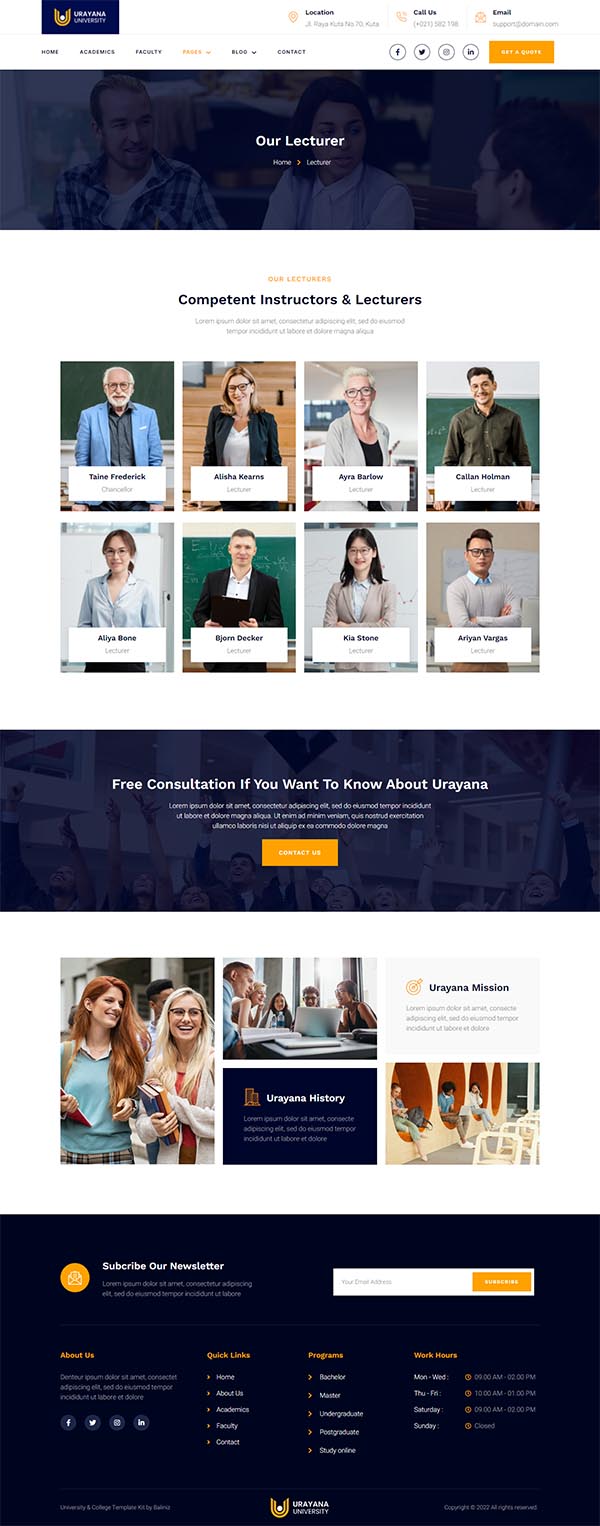 URAYANA
UNIVERSITY
Location
Jl. Raya Kuta No.70, Kuta
Call Us
(+021) 582 198
Email
support@domain.com
HOME ACADEMICS FACULTY PAGES BLOG CONTACT
GET A QUOTE
Our Lecturer
Home Lecturer
OUR LECTURERS
Competent Instructors & Lecturers
Lorem ipsum dolor sit amet, consectetur adipiscing elit, sed do eiusmod
tempor incididunt ut labore et dolore magna aliqua
Taine Frederick
Chancellor
Alisha Kearns
Lecturer
Ayra Barlow
Lecturer
Callan Holman
Lecturer
Aliya Bone
Lecturer
Bjorn Decker
Lecturer
Kia Stone
Lecturer
Ariyan Vargas
Lecturer
Free Consultation If You Want To Know About Urayana
Lorem ipsum dolor sit amet, consectetur adipiscing elit, sed do eiusmod tempor incididunt
ut labore et dolore magna aliqua. Ut enim ad minim veniam, quis nostrud exercitation
ullamco laboris nisi ut aliquip ex ea commodo dolore magna
CONTACT US
Urayana Mission
Lorem ipsum dolor sit amet, consecte
adipiscing elit, sed do eiusmod tempor
incididunt ut labore et dolore
Urayana History
Lorem ipsum dolor sit amet, consecte
adipiscing elit, sed do eiusmod tempor
incididunt ut labore et dolore
Subcribe Our Newsletter
Lorem ipsum dolor sit amet, consectetur adipiscing
elit, sed do eiusmod tempor incididunt ut labore
Your Email Address
SUBSCRIBE
About Us
Denteur ipsum dolor sit amet, consectet
adipiscing elit, sed do eiusmod tempor
incididunt ut labore et dolore
Quick Links
Home
About Us
Academics
Faculty
Contact
Programs
Bachelor
Master
Undergraduate
Postgraduate
Study online
Work Hours
Mon - Wed : 09.00 AM - 02.00 PM
Thu - Fri : 10.00 AM - 01.00 PM
Saturday : 09.00 AM - 02.00 PM
Sunday : Closed
University & College Template Kit by Baliniz
URAYANA
UNIVERSITY
Copyright © 2022 All rights reserved.